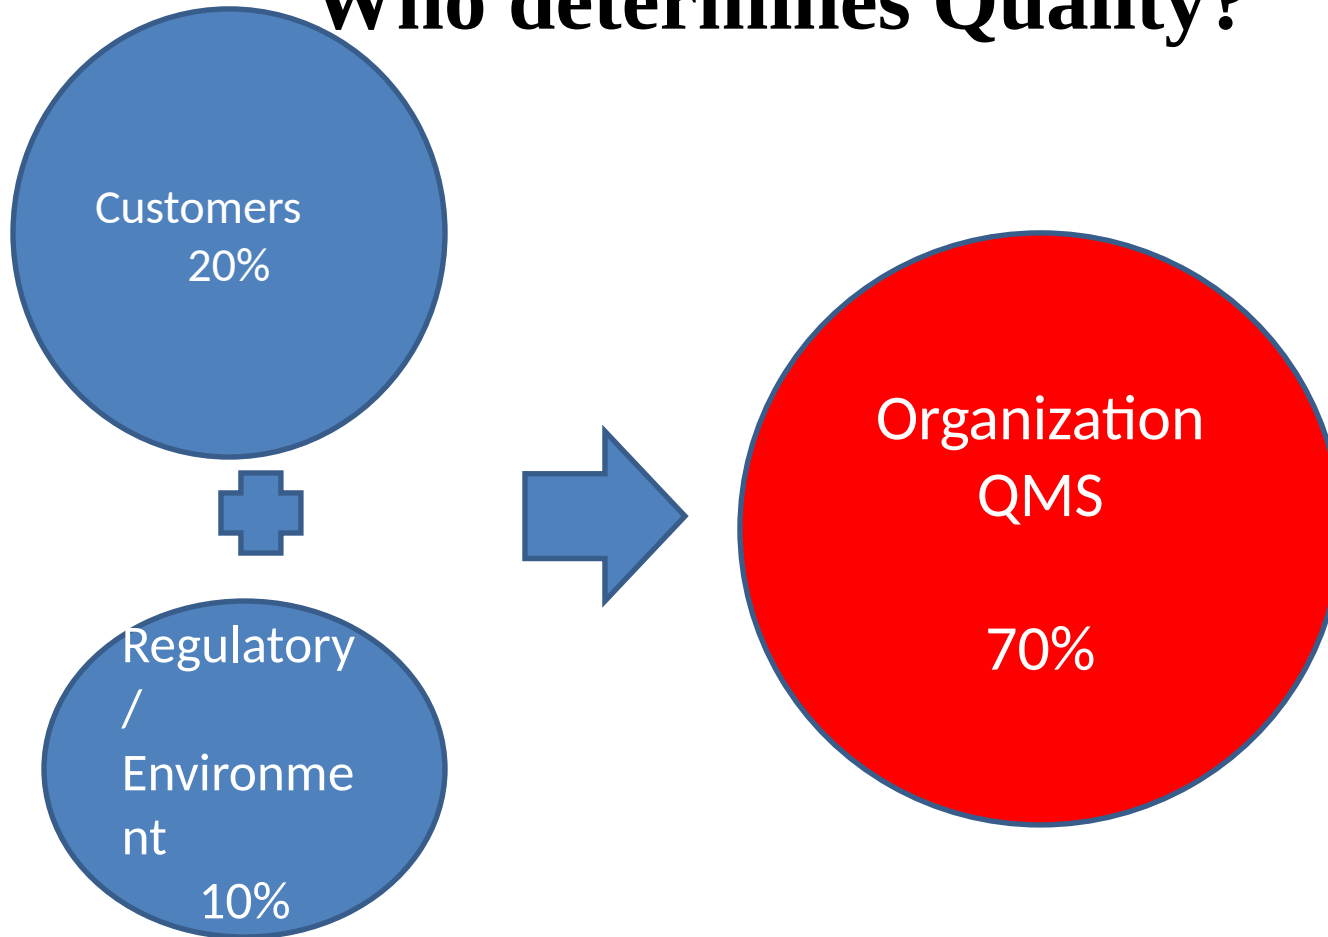 Who determines Quality?
Customers
20%
Organization
QMS
70%
Regulatory
/
Environme
nt
10%